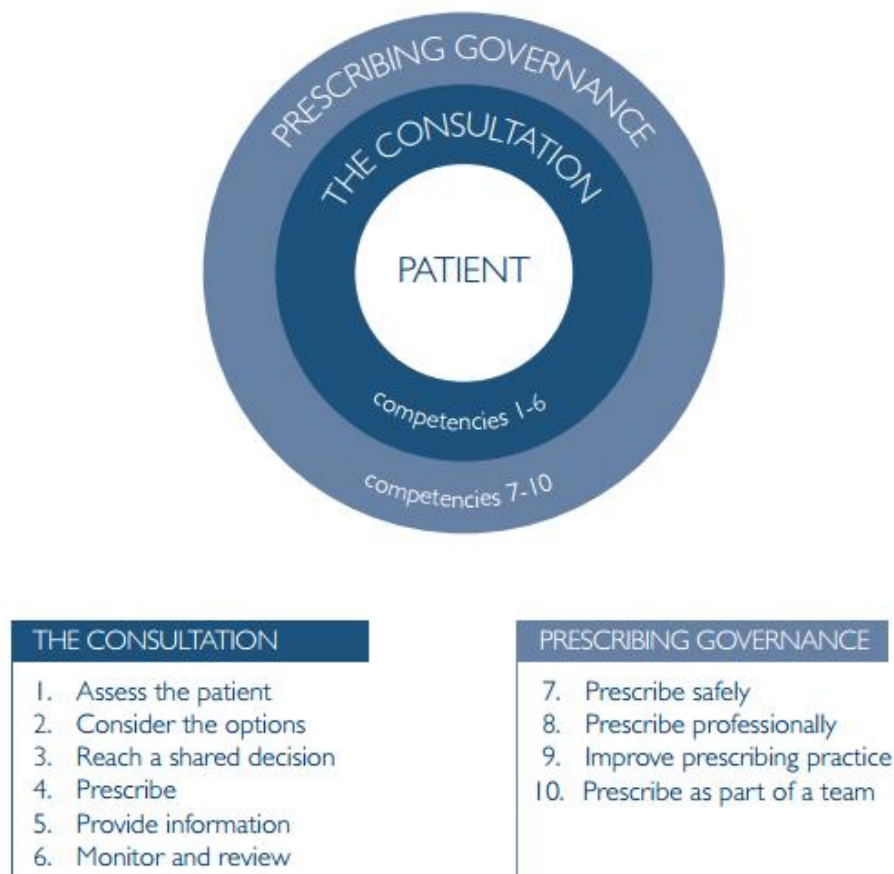 PRESCRIBING GOVERNANCE
THE CONSULTATION
PATIENT
competencies 1-6
competencies 7-10
THE CONSULTATION
1. Assess the patient
2. Consider the options
3. Reach a shared decision
4. Prescribe
5. Provide information
6. Monitor and review
PRESCRIBING GOVERNANCE
7. Prescribe safely
8. Prescribe professionally
9. Improve prescribing practice
10. Prescribe as part of a team